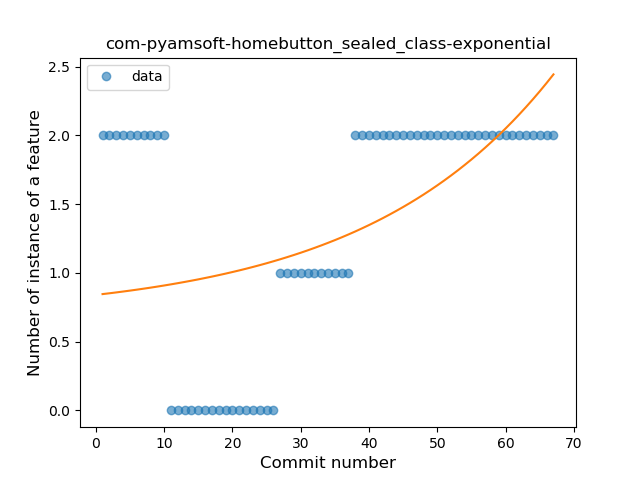 com-pyamsoft-homebutton_sealed_class-exponential
data
Number of instance of a feature
2.5
2.0
1.5
1.0
0.5
0.0
0 10 20 30 40 50 60 70
Commit number